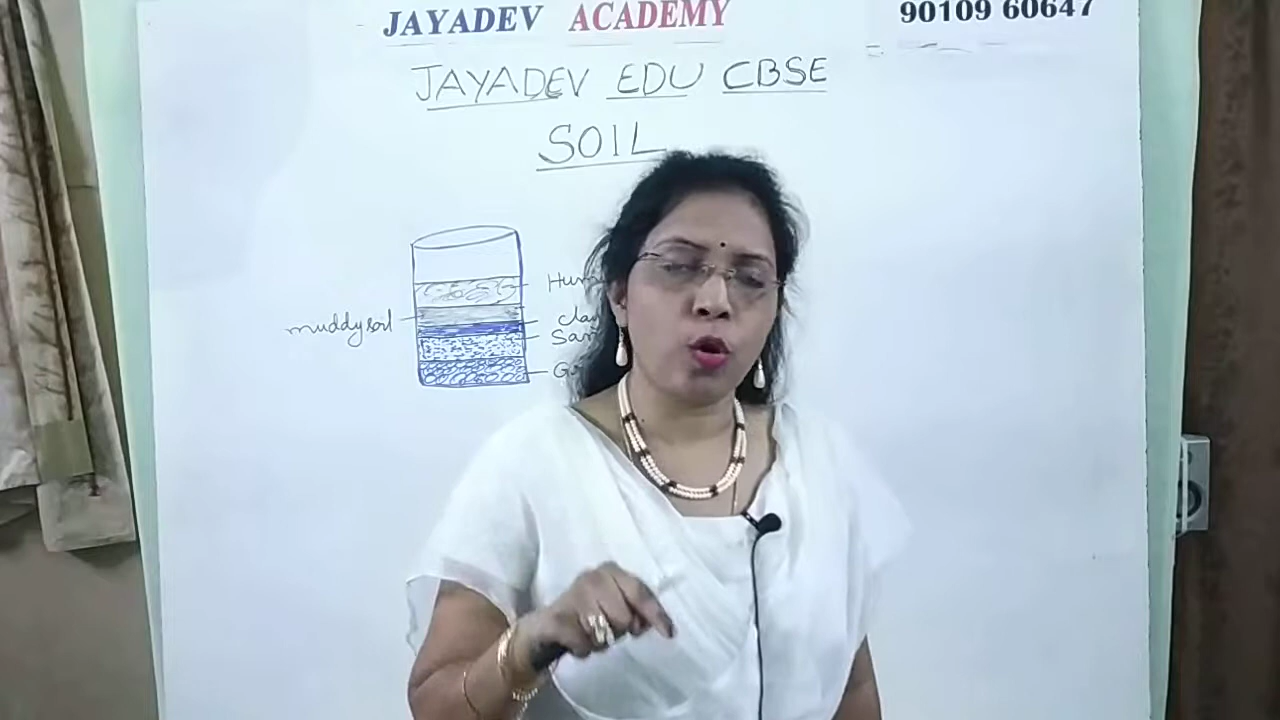 JAYADEV ACADEMY
90109 60647
JAYADEV EDU CBSE
SOIL
muddy soil